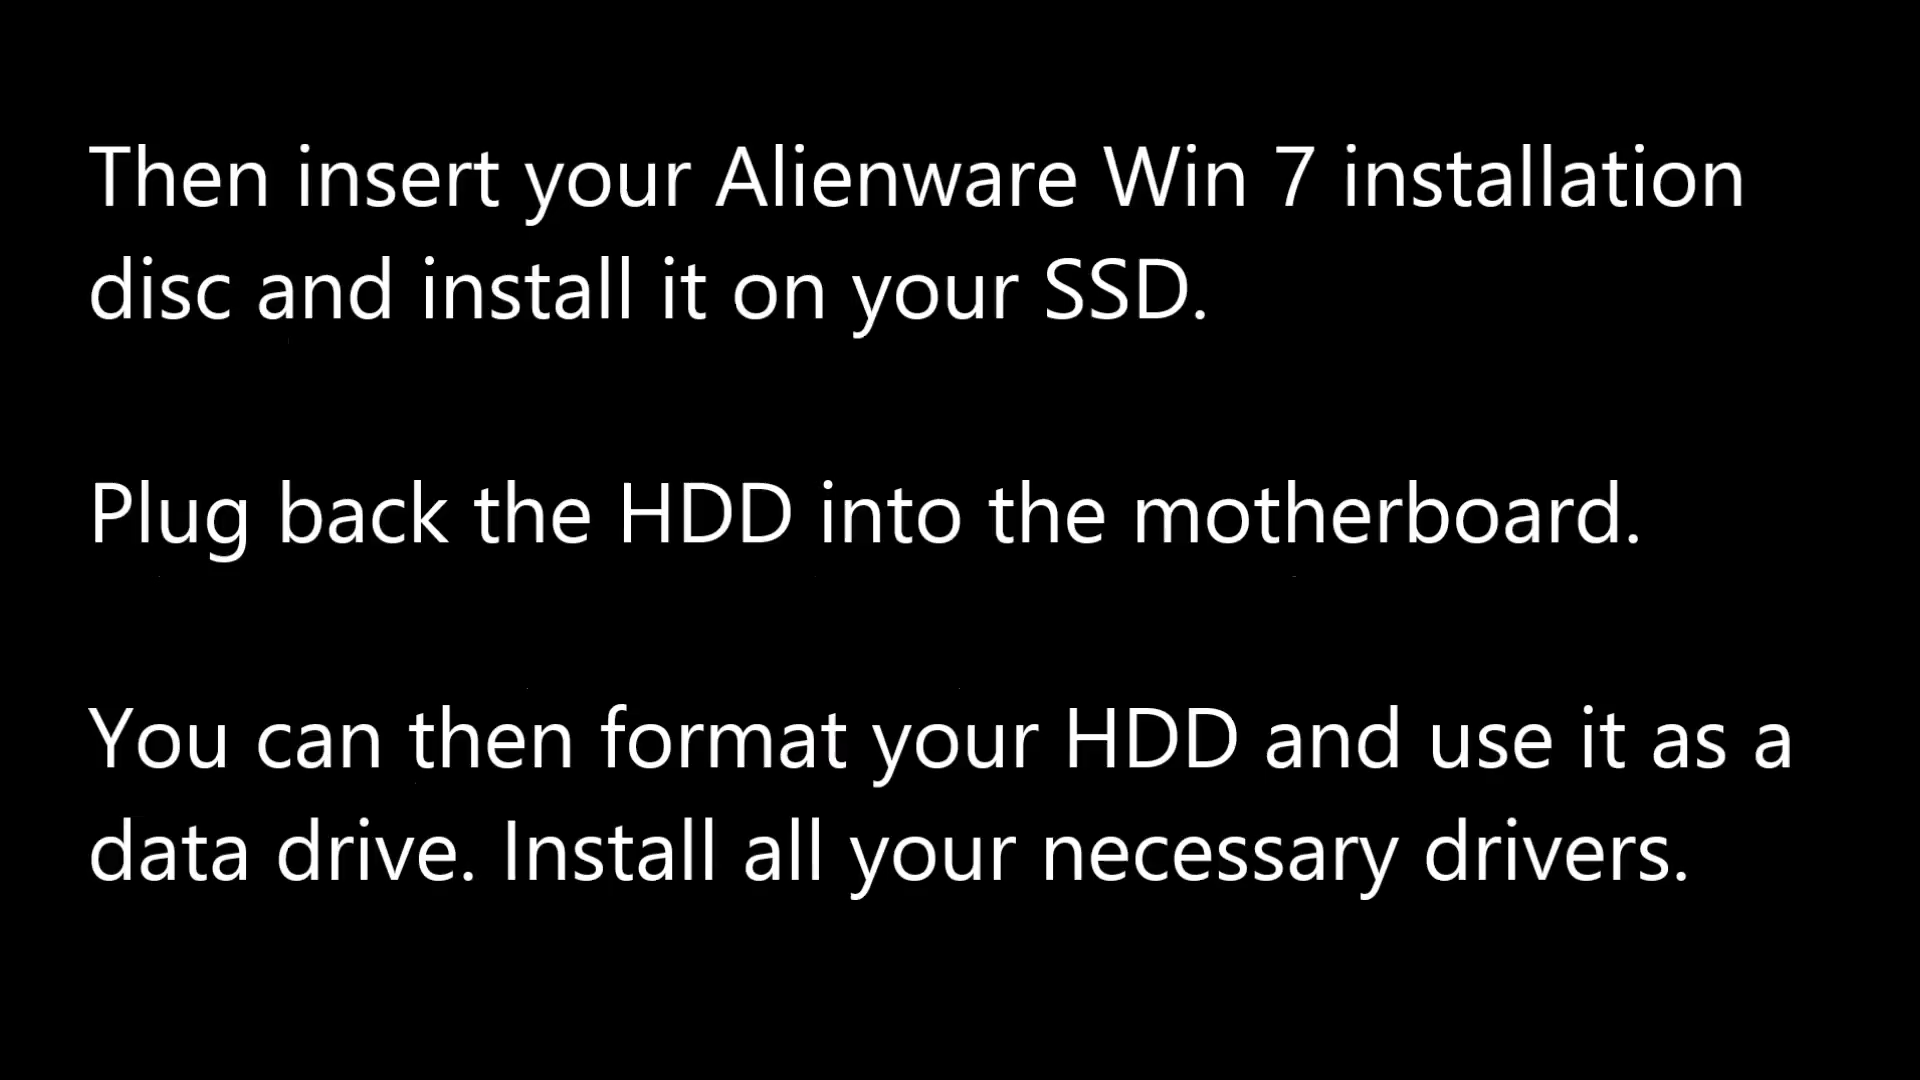 Then insert your Alienware Win 7 installation
disc and install it on your SSD.
Plug back the HDD into the motherboard.
You can then format your HDD and use it as a
data drive. Install all your necessary drivers.